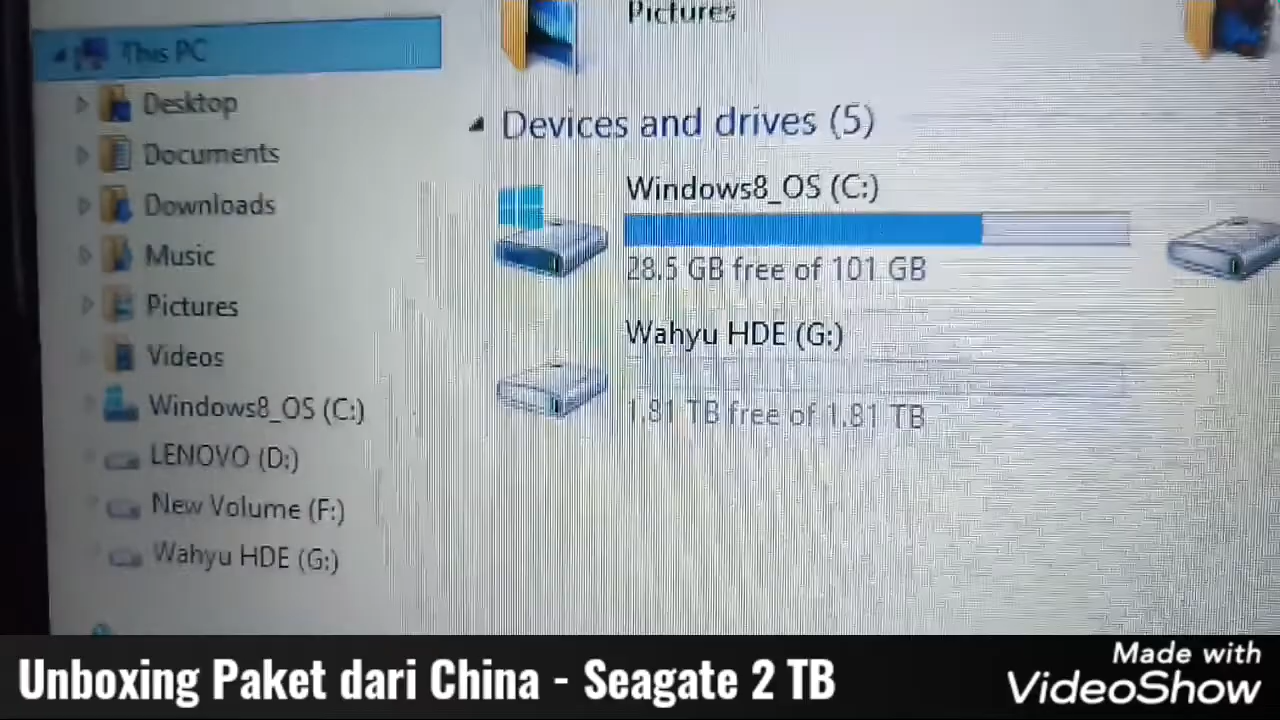 This PC
Desktop
Documents
Downloads
Music
Pictures
Videos
Windows8_OS (C:)
LENOVO (D:)
New Volume (F:)
Wahyu HDE (G:)
Pictures
Devices and drives (5)
Windows8_OS (C:)
28.5 GB free of 101 GB
Wahyu HDE (G:)
1.81 TB free of 1.81 TB
Unboxing Paket dari China - Seagate 2 TB
Made with
VideoShow